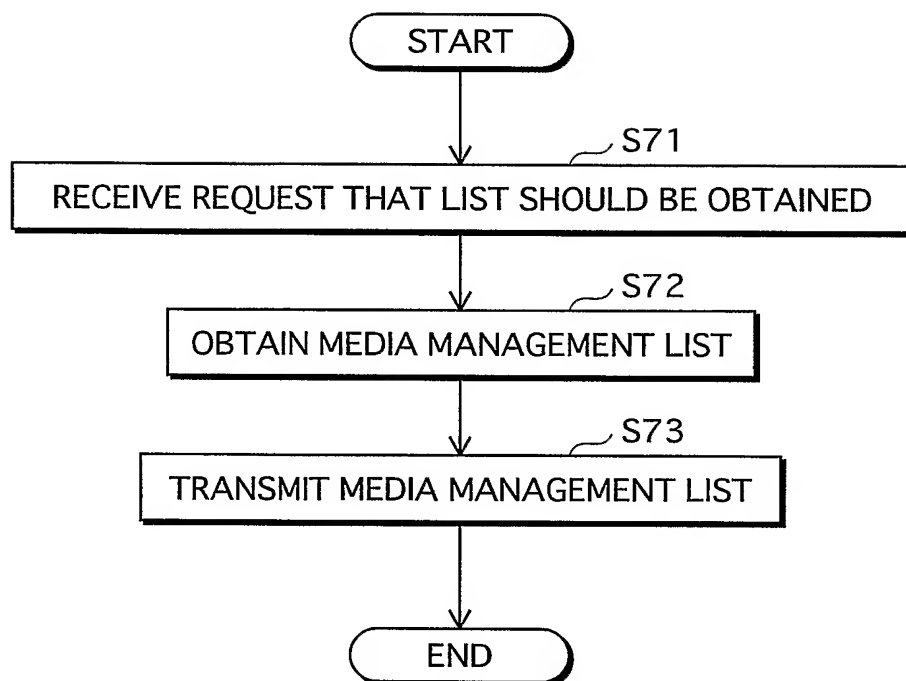 START
S71
RECEIVE REQUEST THAT LIST SHOULD BE OBTAINED
S72
OBTAIN MEDIA MANAGEMENT LIST
S73
TRANSMIT MEDIA MANAGEMENT LIST
END